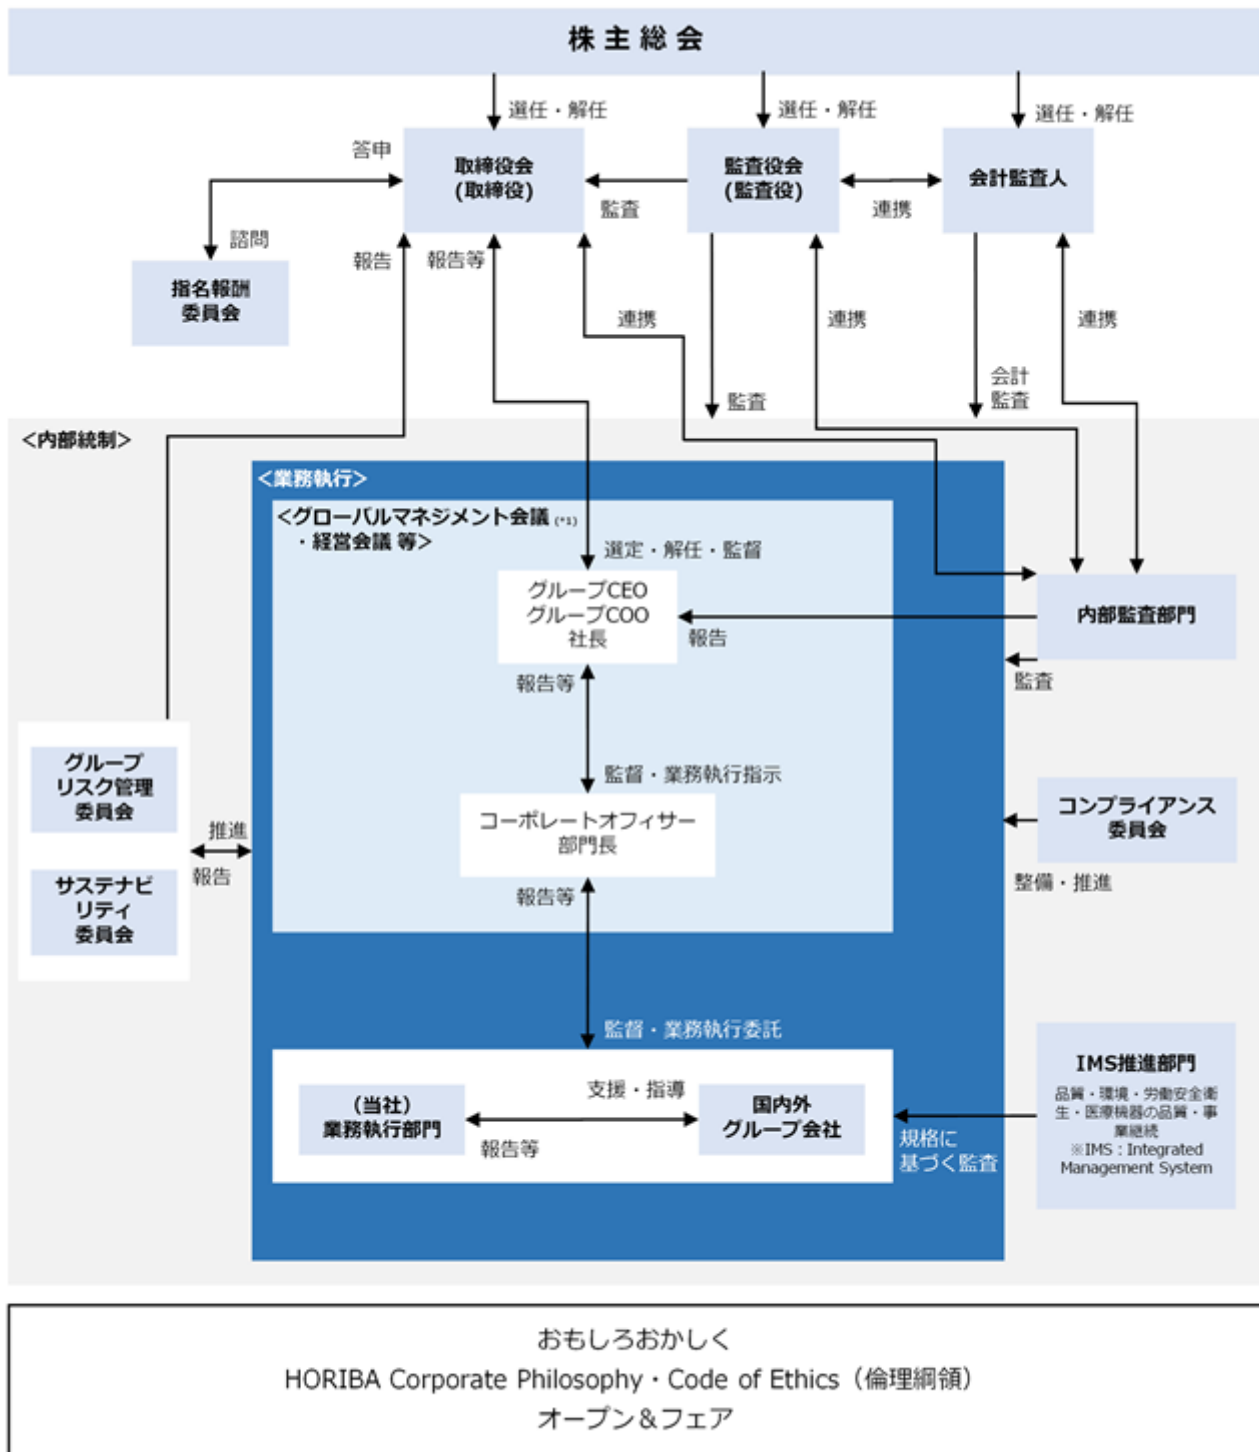 株主総会
選任・解任
選任・解任
選任・解任
答申
取締役会
(取締役)
監査役会
(監査役)
会計監査人
監査
連携
諮問
報告
報告等
指名報酬
委員会
連携
連携
連携
監査
会計
監査
＜内部統制＞
＜業務執行＞
＜グローバルマネジメント会議 (*1)
・経営会議 等＞
選定・解任・監督
グループCEO
グループCOO
社長
報告
内部監査部門
監査
報告等
グループ
リスク管理
委員会
監督・業務執行指示
コーポレートオフィサー
部門長
コンプライアンス
委員会
推進
報告
整備・推進
サステナビ
リティ
委員会
報告等
監督・業務執行委託
（当社）
業務執行部門
支援・指導
報告等
国内外
グループ会社
規格に
基づく監査
IMS推進部門
品質・環境・労働安全衛
生・医療機器の品質・事
業継続
※IMS：Integrated
Management System
おもしろおかしく
HORIBA Corporate Philosophy・Code of Ethics（倫理綱領）
オープン＆フェア